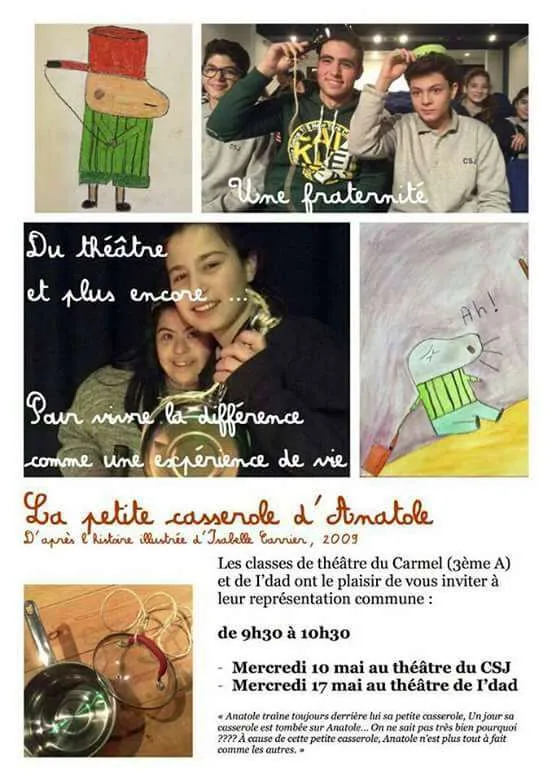 CSJ
CSJ
Une fraternité
Du théâtre
et plus encore ...
Ah!
Pour vivre la différence
comme une expérience de vie
La petite casserole d'Anatole
D'après l'histoire illustrée d'Isabelle Carrier, 2009
Les classes de théâtre du Carmel (3ème A)
et de I'dad ont le plaisir de vous inviter à
leur représentation commune :
de 9h30 à 10h30
- Mercredi 10 mai au théâtre du CSJ
- Mercredi 17 mai au théâtre de I'dad
« Anatole traîne toujours derrière lui sa petite casserole, Un jour sa
casserole est tombée sur Anatole... On ne sait pas très bien pourquoi
???? À cause de cette petite casserole, Anatole n'est plus tout à fait
comme les autres. »